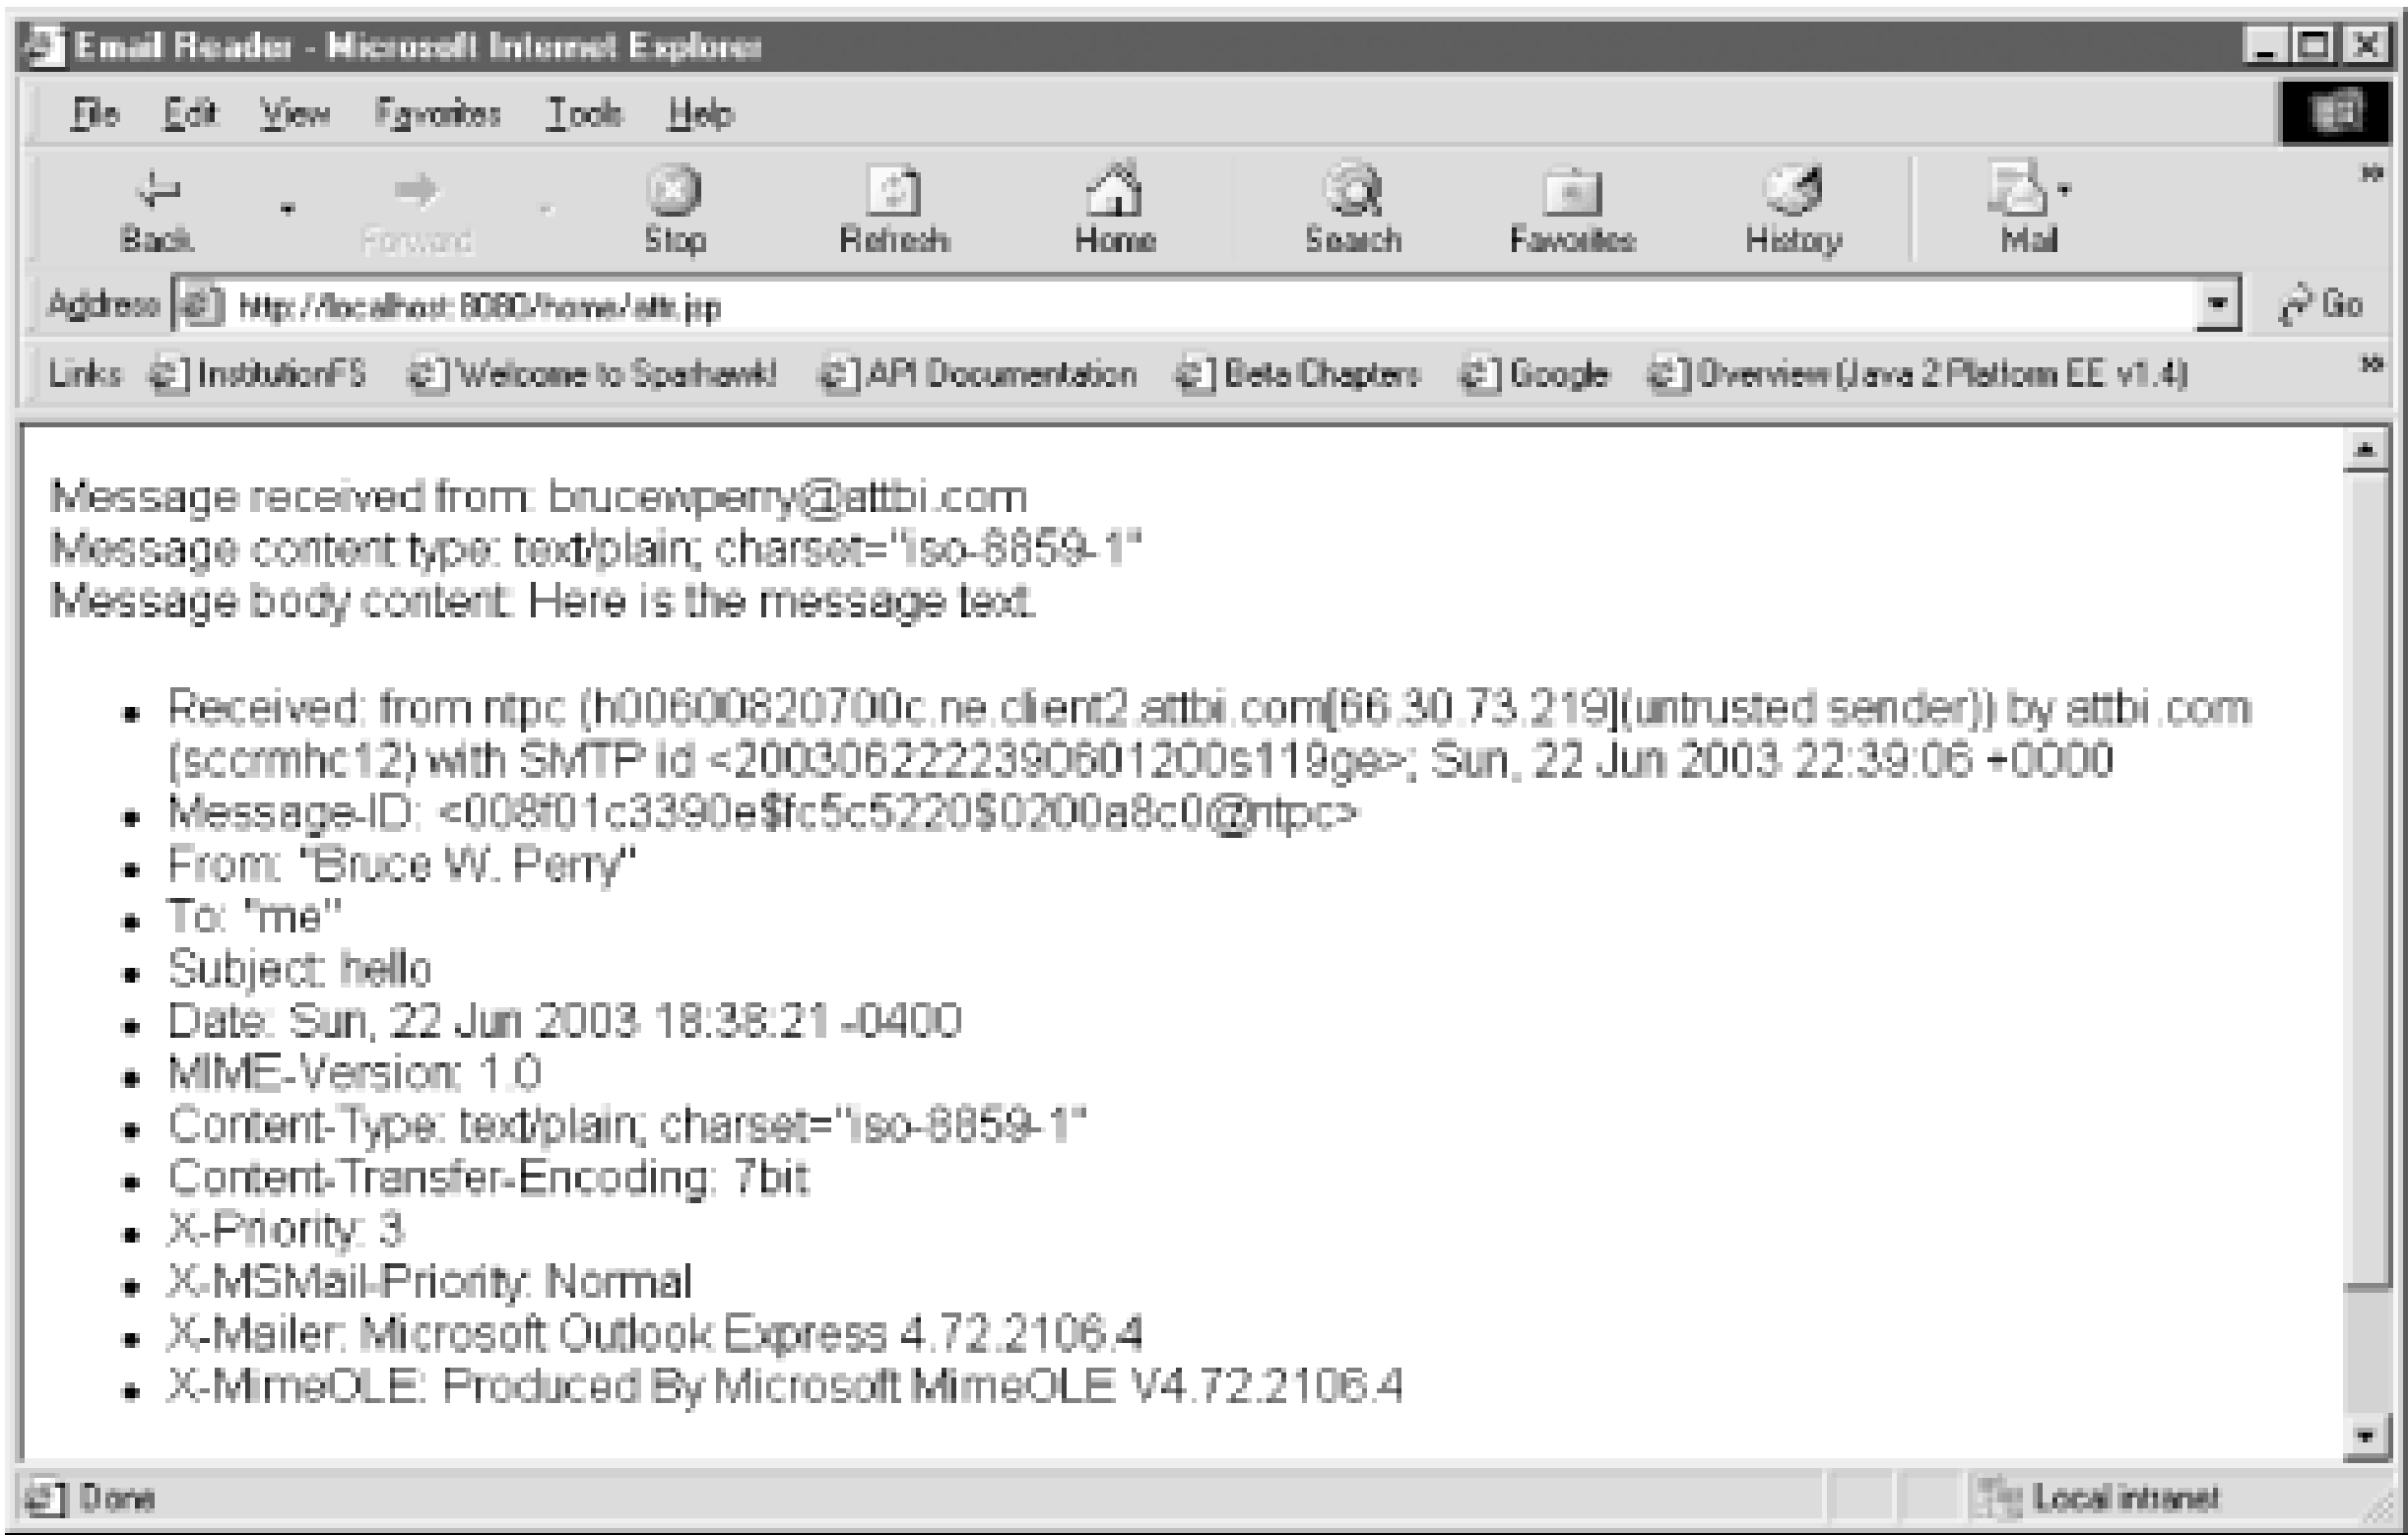 Email Reader - Microsoft Internet Explorer
File Edit View Favorites Tools Help
Back Forward Stop Refresh Home Search Favorites History Mail »
Address http://localhost:8080/home/attr.jsp Go
Links InstitutionFS Welcome to Sparhawk! API Documentation Beta Chapters Google Overview (Java 2 Platform EE v1.4) »
Message received from: brucewperry@attbi.com
Message content type: text/plain; charset="iso-8859-1"
Message body content: Here is the message text.
• Received: from ntpc (h00600820700c.ne.client2.attbi.com[66.30.73.219](untrusted sender)) by attbi.com
(sccrmhc12) with SMTP id <2003062222390601200s119ge>; Sun, 22 Jun 2003 22:39:06 +0000
• Message-ID: <008f01c3390e$fc5c5220$0200a8c0@ntpc>
• From: "Bruce W. Perry"
• To: "me"
• Subject: hello
• Date: Sun, 22 Jun 2003 18:38:21 -0400
• MIME-Version: 1.0
• Content-Type: text/plain; charset="iso-8859-1"
• Content-Transfer-Encoding: 7bit
• X-Priority: 3
• X-MSMail-Priority: Normal
• X-Mailer: Microsoft Outlook Express 4.72.2106.4
• X-MimeOLE: Produced By Microsoft MimeOLE V4.72.2106.4
Done Local intranet